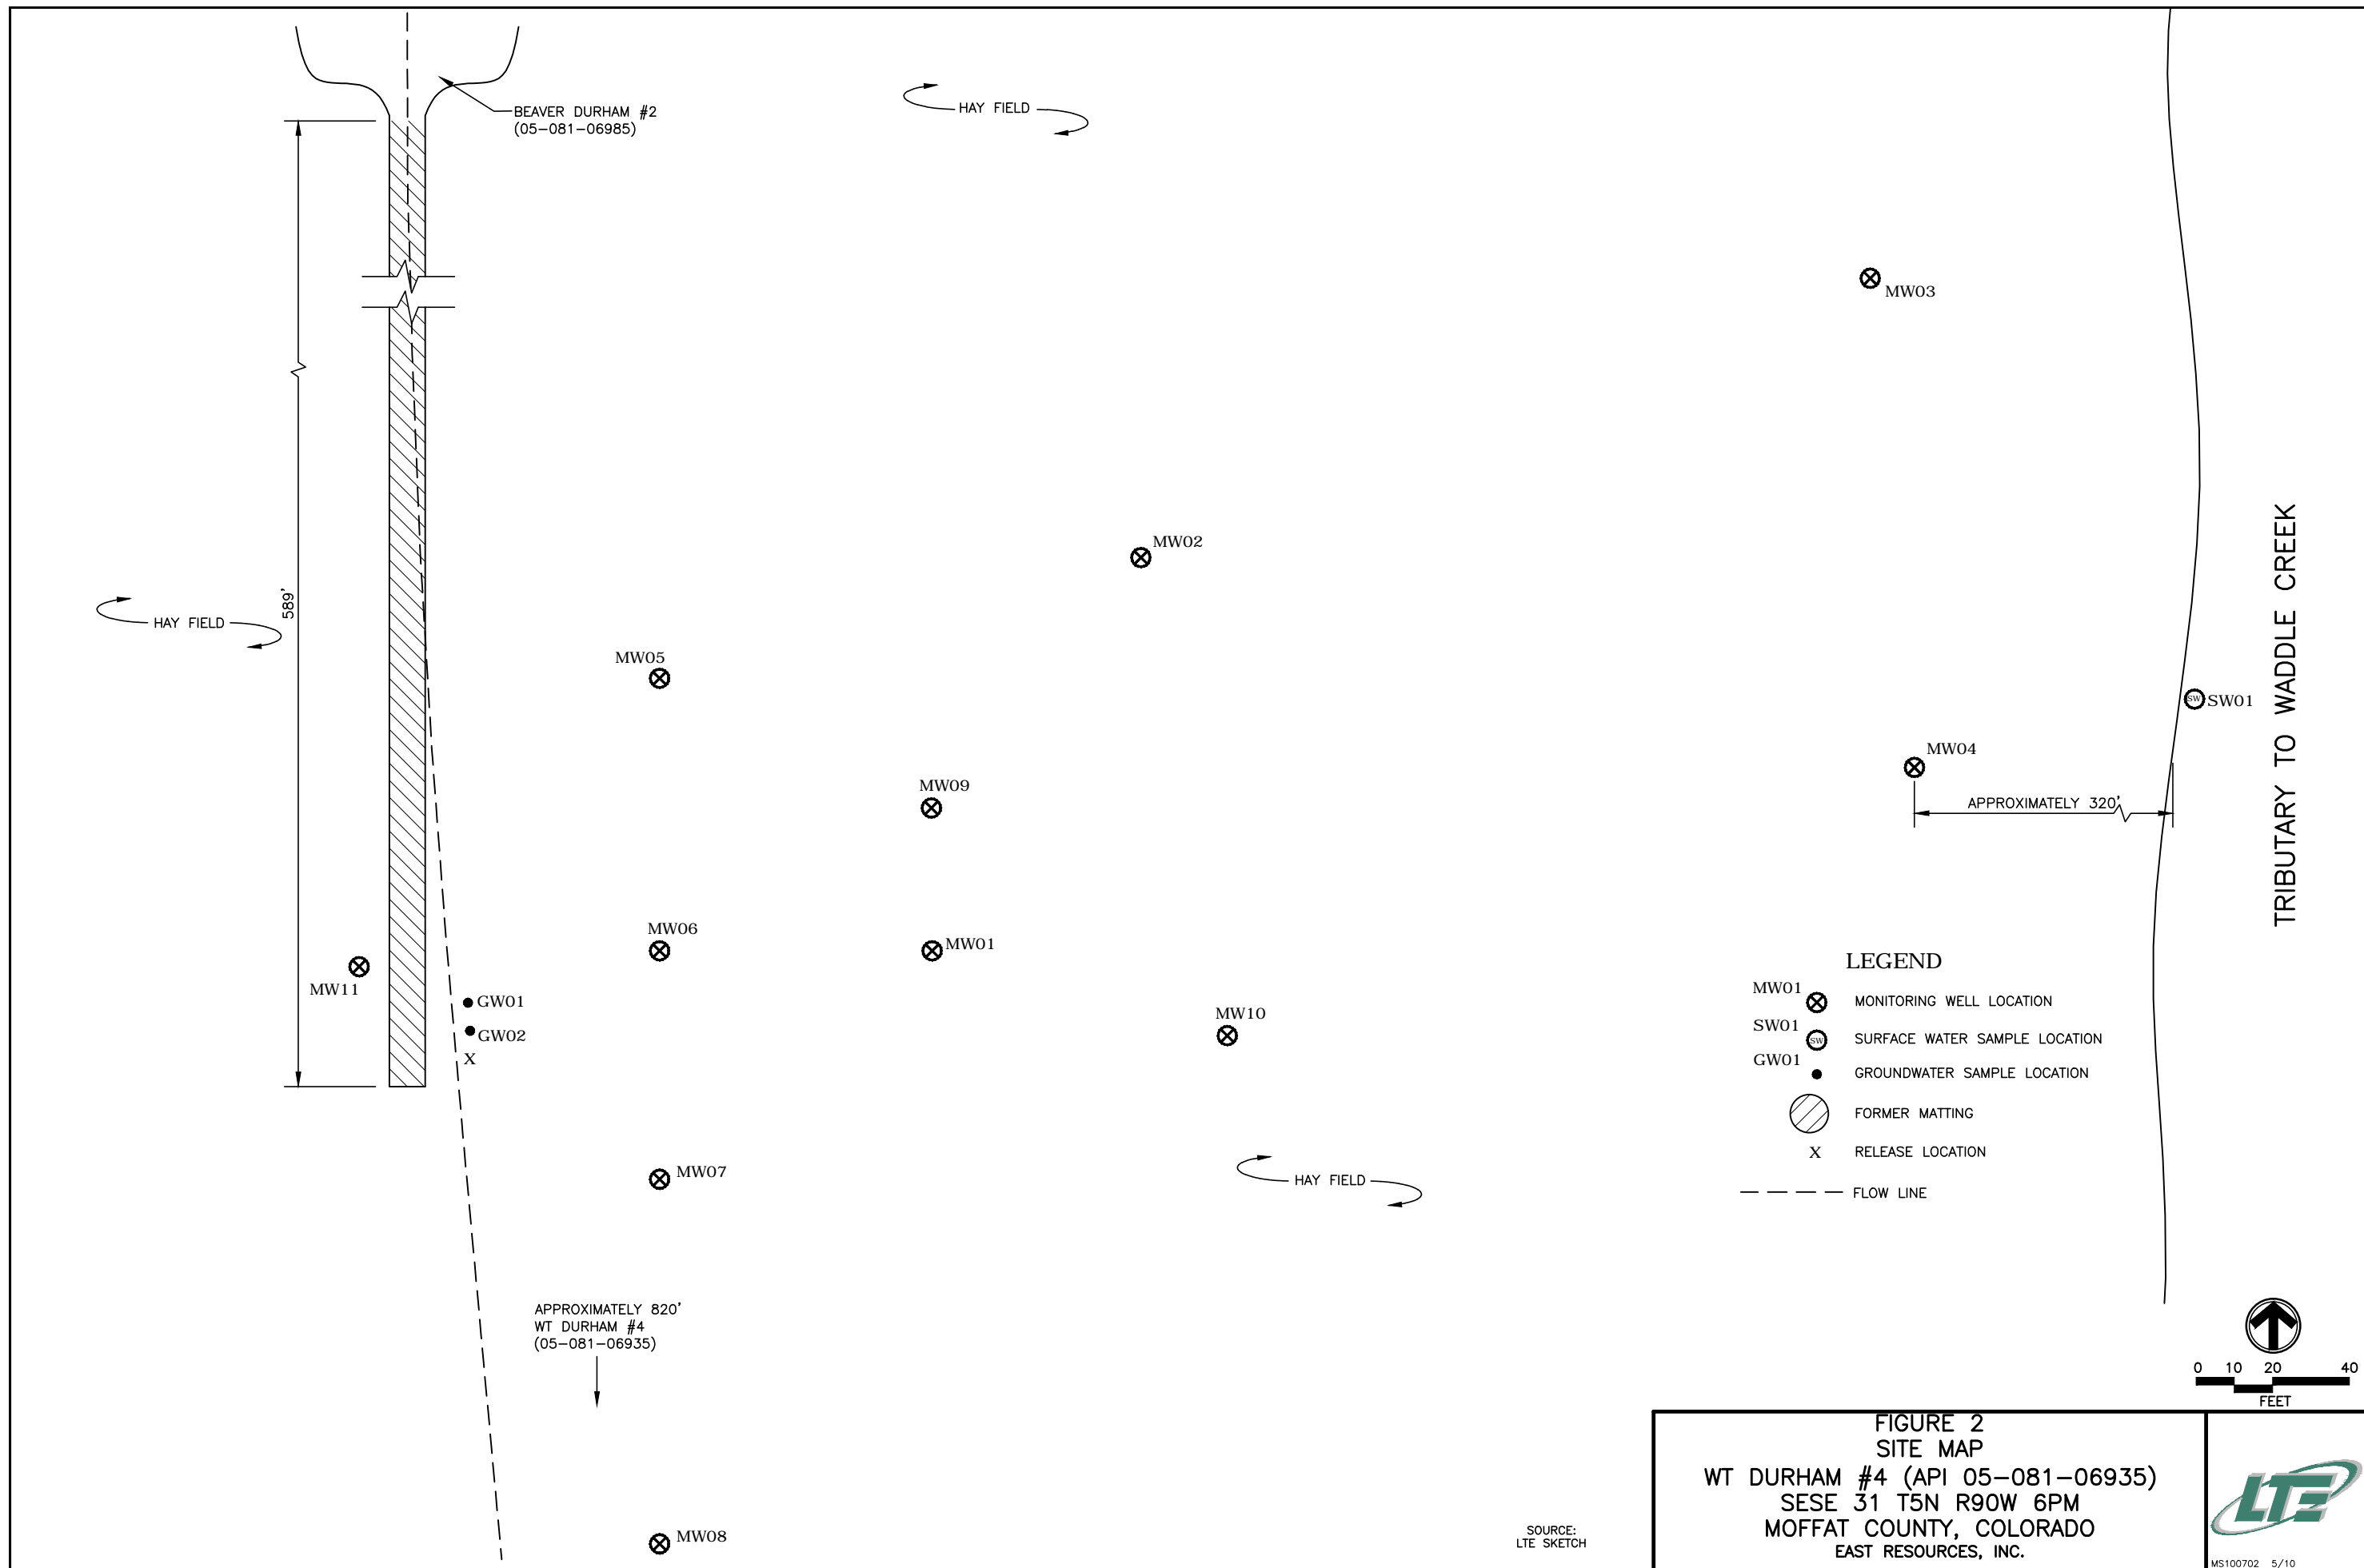 BEAVER DURHAM #2
(05-081-06985)
HAY FIELD
MW03
589'
HAY FIELD
MW02
MW05
SW
SW01
TRIBUTARY TO WADDLE CREEK
MW04
APPROXIMATELY 320'
MW09
MW06
MW01
MW11
GW01
GW02
X
MW10
LEGEND
MW01
MONITORING WELL LOCATION
SW01
SW
SURFACE WATER SAMPLE LOCATION
GW01
GROUNDWATER SAMPLE LOCATION
FORMER MATTING
X
RELEASE LOCATION
FLOW LINE
MW07
HAY FIELD
APPROXIMATELY 820'
WT DURHAM #4
(05-081-06935)
MW08
0 10 20 40
FEET
SOURCE:
LTE SKETCH
FIGURE 2
SITE MAP
WT DURHAM #4 (API 05-081-06935)
SESE 31 T5N R90W 6PM
MOFFAT COUNTY, COLORADO
EAST RESOURCES, INC.
LTE
MS100702 5/10